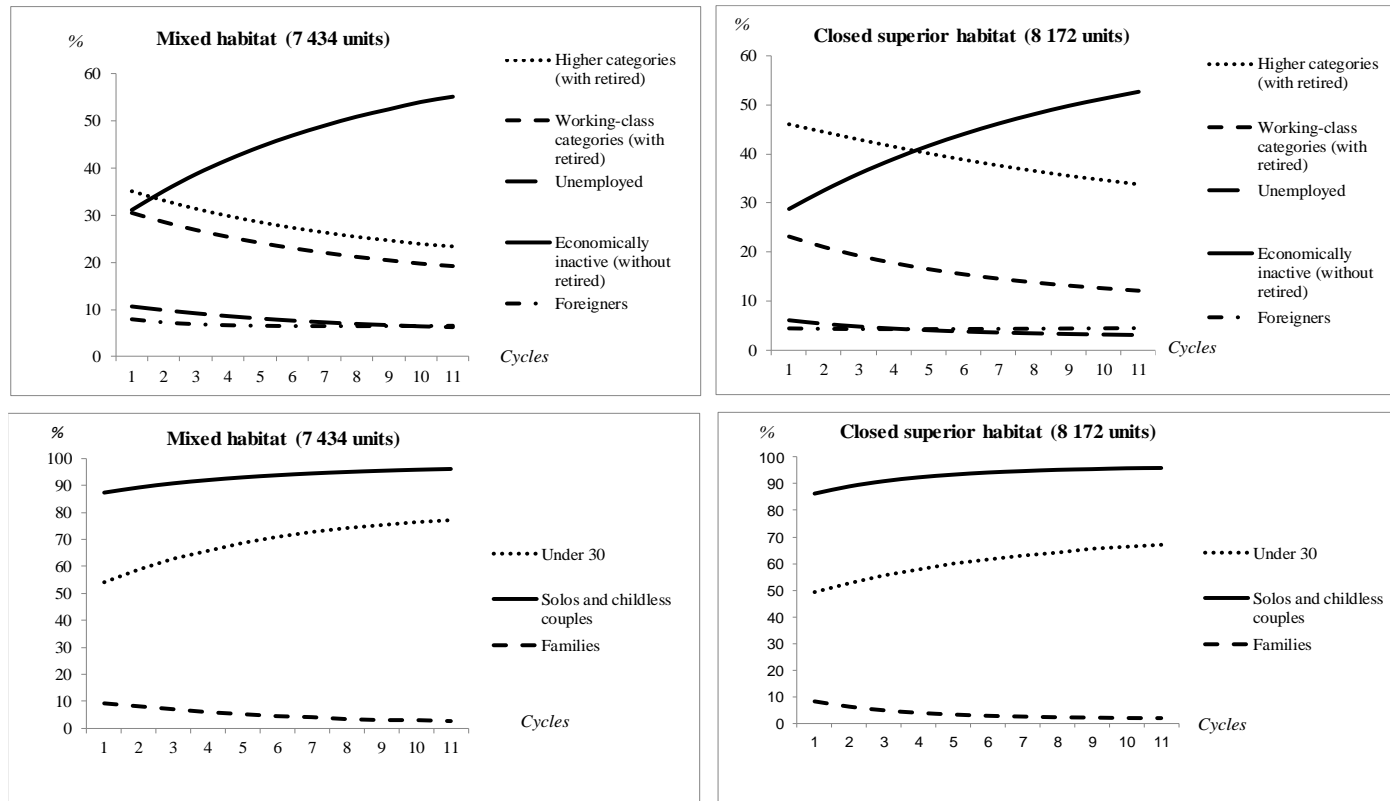 %
Mixed habitat (7 434 units)
60
50
40
30
20
10
0
1 2 3 4 5 6 7 8 9 10 11
Cycles
Higher categories
(with retired)
Working-class
categories (with
retired)
Unemployed
Economically
inactive (without
retired)
Foreigners
%
Closed superior habitat (8 172 units)
60
50
40
30
20
10
0
1 2 3 4 5 6 7 8 9 10 11
Cycles
Higher categories
(with retired)
Working-class
categories (with
retired)
Unemployed
Economically
inactive (without
retired)
Foreigners
%
Mixed habitat (7 434 units)
100
90
80
70
60
50
40
30
20
10
0
1 2 3 4 5 6 7 8 9 10 11
Cycles
Under 30
Solos and childless
couples
Families
%
Closed superior habitat (8 172 units)
100
90
80
70
60
50
40
30
20
10
0
1 2 3 4 5 6 7 8 9 10 11
Cycles
Under 30
Solos and childless
couples
Families